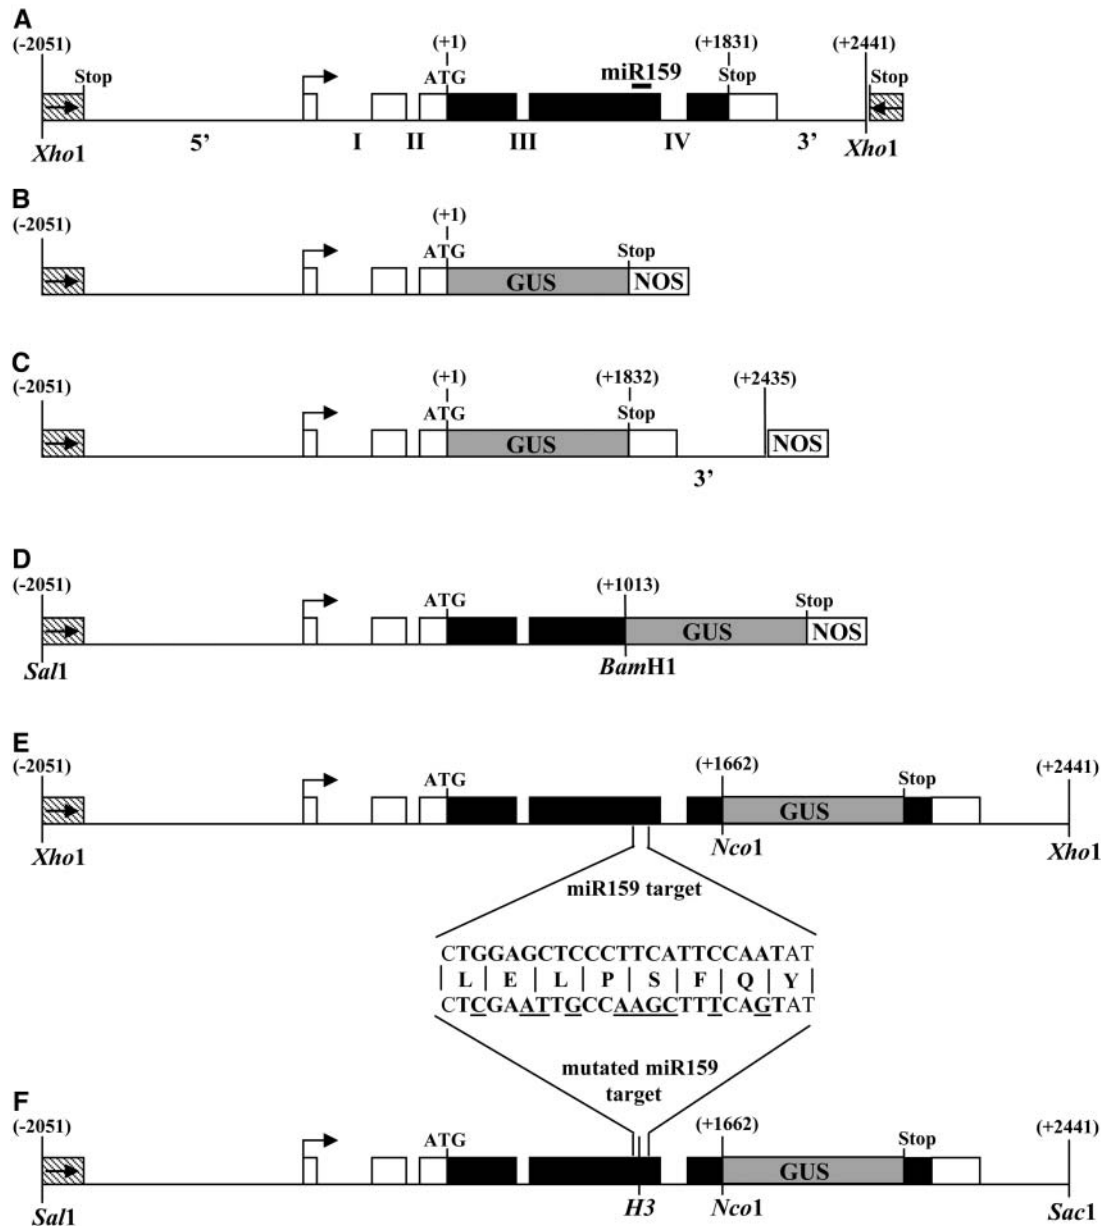 A
(-2051)
(+1)
(+1831)
(+2441)
Stop
ATG
miR159
Stop
Stop
5’
I
II
III
IV
3’
Xho1
Xho1
B
(-2051)
(+1)
ATG
Stop
GUS
NOS
C
(-2051)
(+1)
(+1832)
(+2435)
ATG
Stop
GUS
NOS
3’
D
(-2051)
(+1013)
ATG
Stop
GUS
NOS
Sal1
BamH1
E
(-2051)
(+1662)
(+2441)
ATG
Stop
GUS
Xho1
Nco1
Xho1
miR159 target
CTGGAGCTCCCTTCATTCCAATAT
| L | E | L | P | S | F | Q | Y |
CTCGAATTGCCAAGCTTTCAGTAT
mutated miR159
target
F
(-2051)
(+1662)
(+2441)
ATG
Stop
GUS
Sal1
H3
Nco1
Sac1